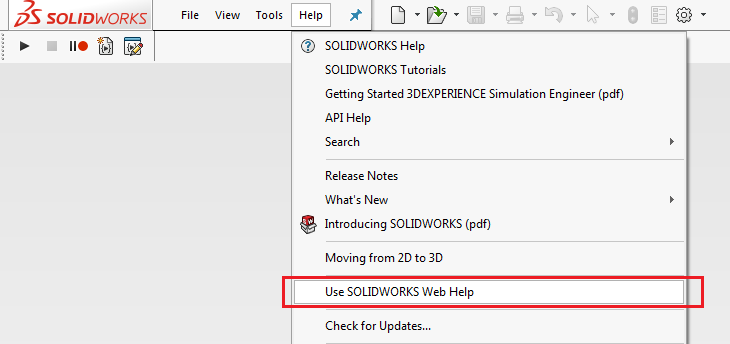 SOLIDWORKS File View Tools Help
SOLIDWORKS Help
SOLIDWORKS Tutorials
Getting Started 3DEXPERIENCE Simulation Engineer (pdf)
API Help
Search
Release Notes
What's New
Introducing SOLIDWORKS (pdf)
Moving from 2D to 3D
Use SOLIDWORKS Web Help
Check for Updates...